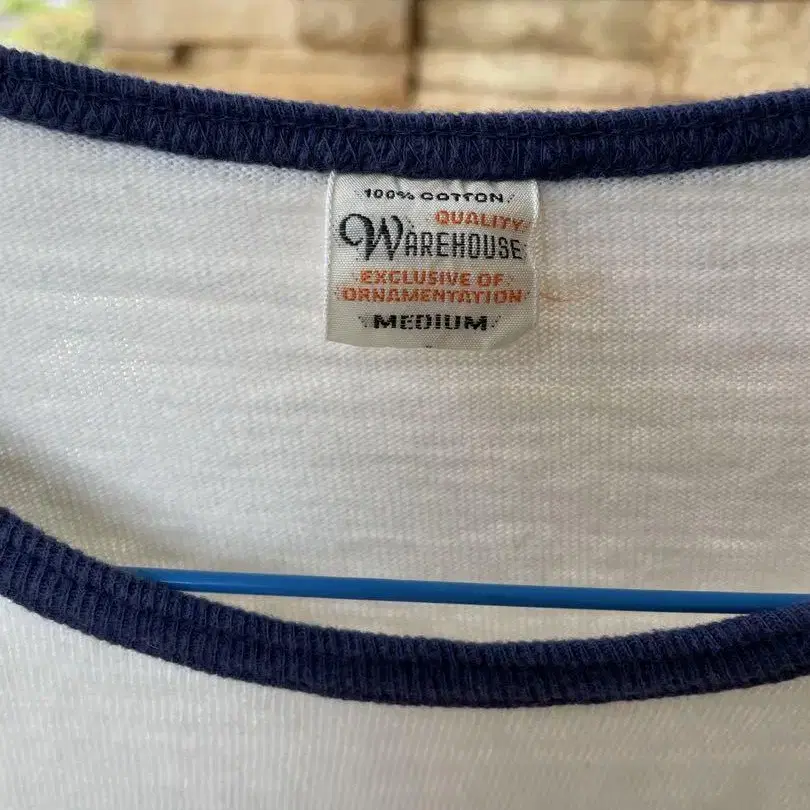 100% COTTON
QUALITY
WAREHOUSE
EXCLUSIVE OF
ORNAMENTATION
MEDIUM